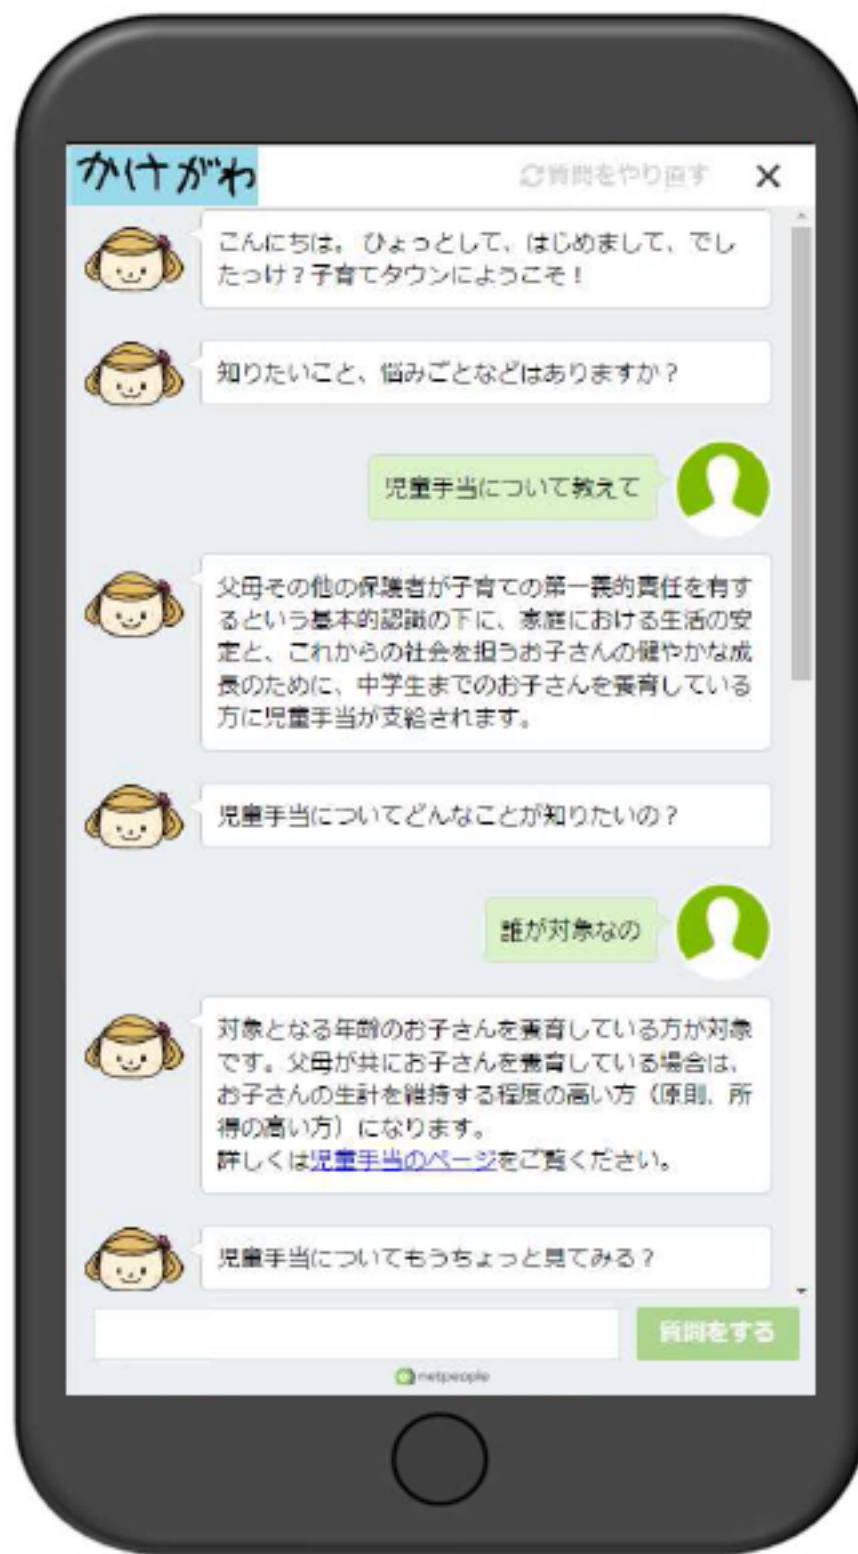 かけがわ
質問をやり直す
こんにちは。 ひょっとして、はじめまして、でし
たっけ？子育てタウンにようこそ！
知りたいこと、悩みごとなどはありますか？
児童手当について教えて
父母その他の保護者が子育ての第一義的責任を有す
るという基本的認識の下に、家庭における生活の安
定と、これからの社会を担うお子さんの健やかな成
長のために、中学生までのお子さんを養育している
方に児童手当が支給されます。
児童手当についてどんなことが知りたいの？
誰が対象なの
対象となる年齢のお子さんを養育している方が対象
です。父母が共にお子さんを養育している場合は、
お子さんの生計を維持する程度の高い方（原則、所
得の高い方）になります。
詳しくは児童手当のページをご覧ください。
児童手当についてもうちょっと見てみる？
質問をする
netpeople